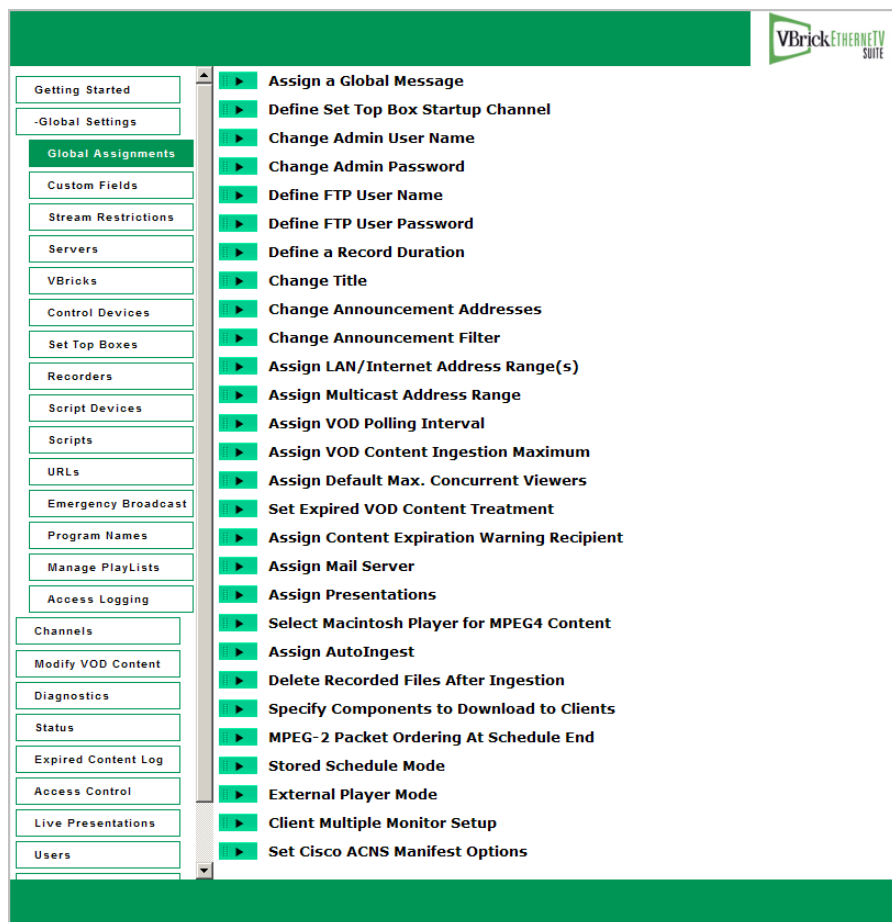 VBrick ETHERNETV
SUITE
Getting Started
-Global Settings
Global Assignments
Custom Fields
Stream Restrictions
Servers
VBricks
Control Devices
Set Top Boxes
Recorders
Script Devices
Scripts
URLs
Emergency Broadcast
Program Names
Manage PlayLists
Access Logging
Channels
Modify VOD Content
Diagnostics
Status
Expired Content Log
Access Control
Live Presentations
Users
Assign a Global Message
Define Set Top Box Startup Channel
Change Admin User Name
Change Admin Password
Define FTP User Name
Define FTP User Password
Define a Record Duration
Change Title
Change Announcement Addresses
Change Announcement Filter
Assign LAN/Internet Address Range(s)
Assign Multicast Address Range
Assign VOD Polling Interval
Assign VOD Content Ingestion Maximum
Assign Default Max. Concurrent Viewers
Set Expired VOD Content Treatment
Assign Content Expiration Warning Recipient
Assign Mail Server
Assign Presentations
Select Macintosh Player for MPEG4 Content
Assign AutoIngest
Delete Recorded Files After Ingestion
Specify Components to Download to Clients
MPEG-2 Packet Ordering At Schedule End
Stored Schedule Mode
External Player Mode
Client Multiple Monitor Setup
Set Cisco ACNS Manifest Options